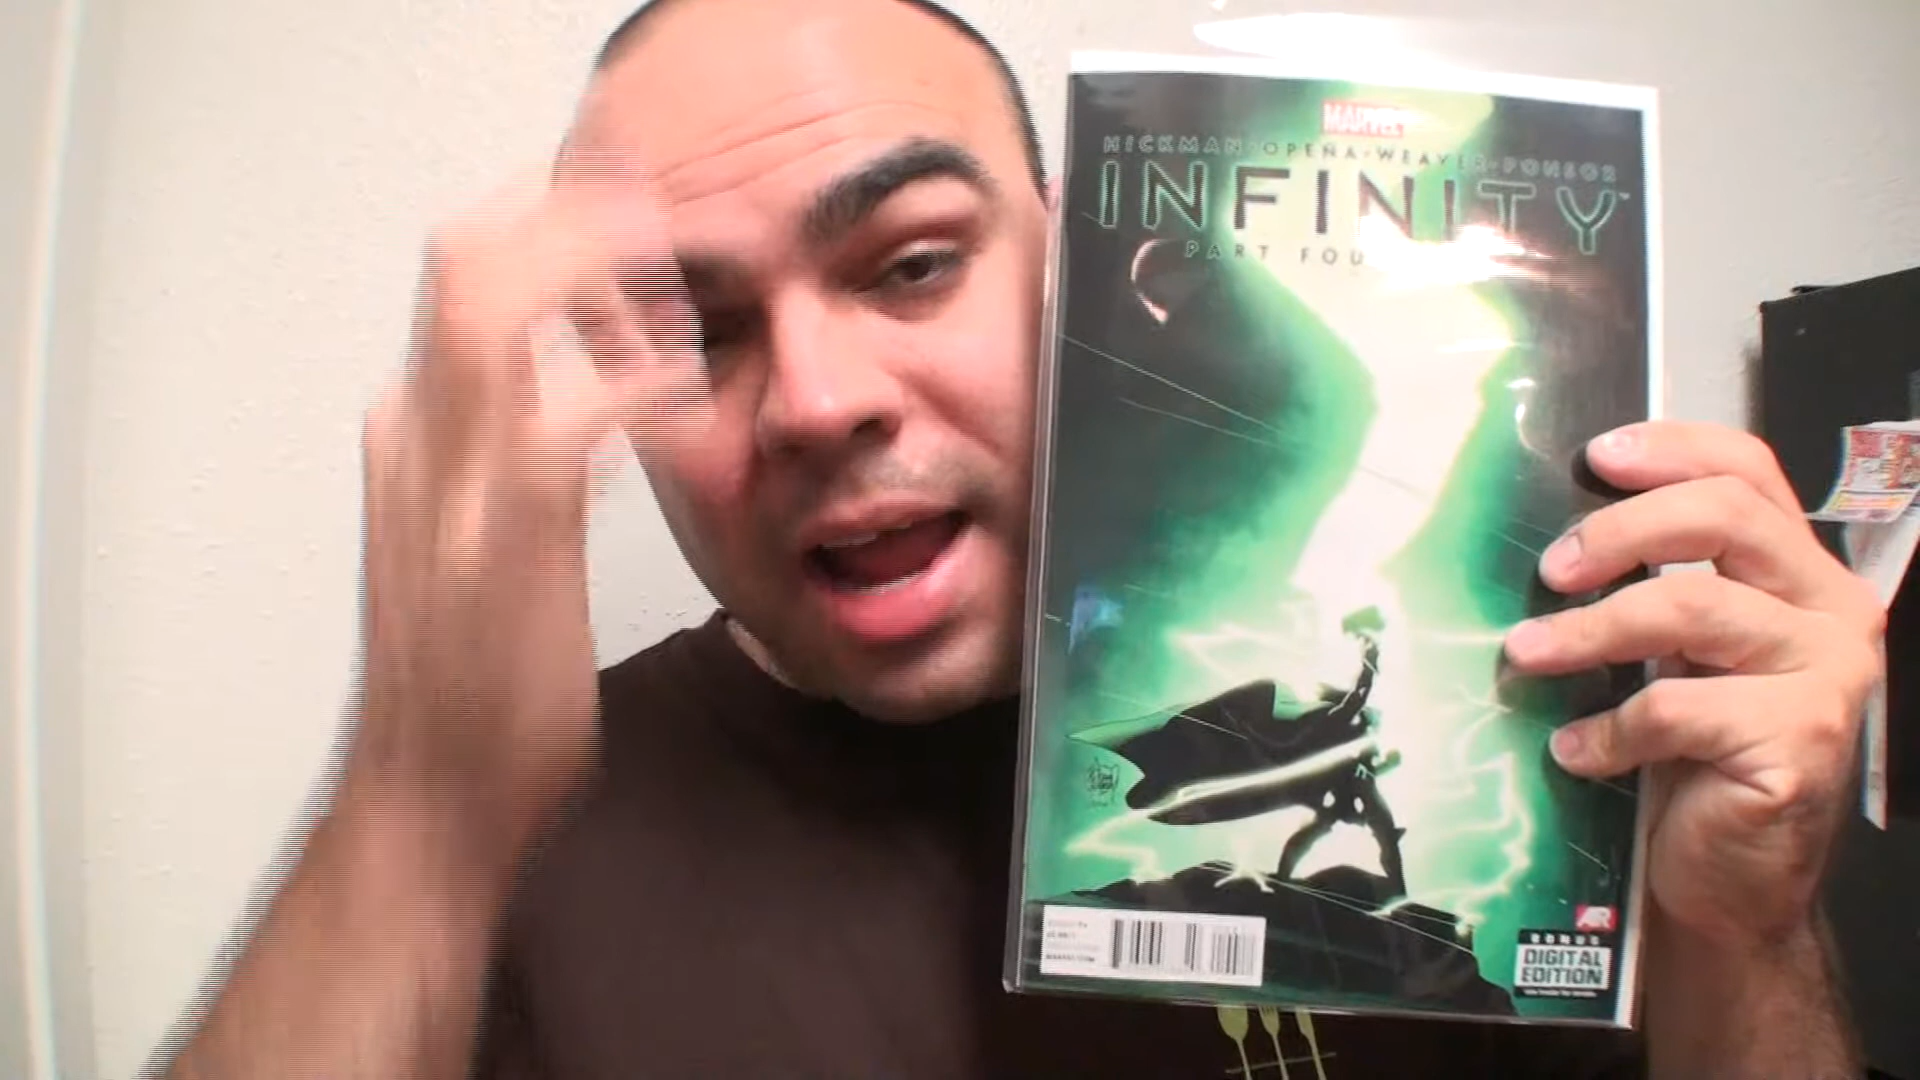 MARVEL
HICKMAN · OPEÑA · WEAVER · PONSOR
INFINITY
PART FOU
AR
BONUS
DIGITAL
EDITION